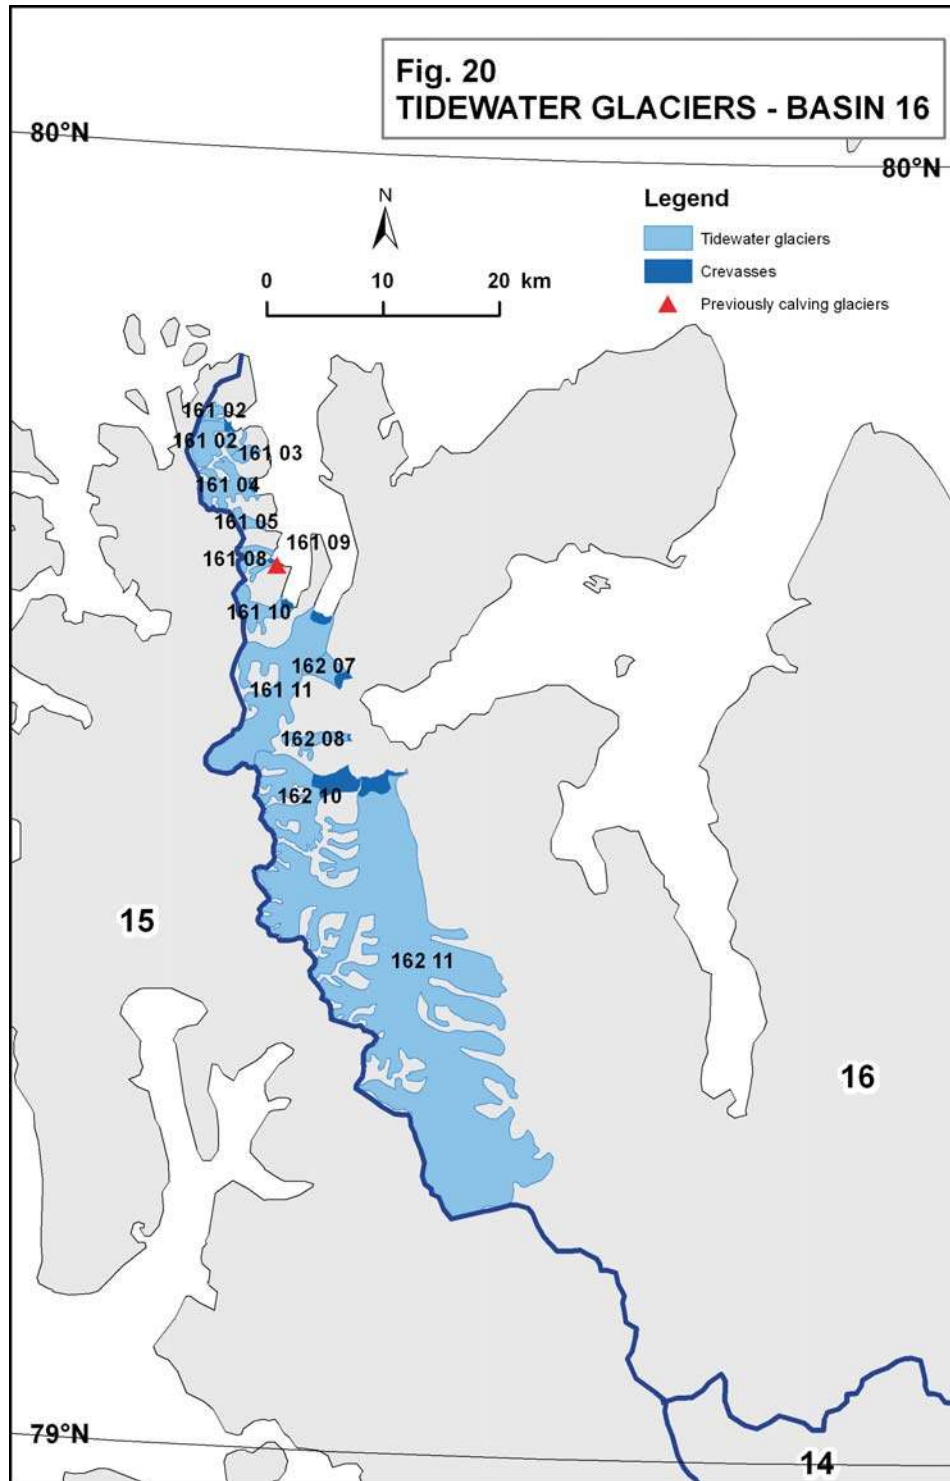 Fig. 20
TIDEWATER GLACIERS - BASIN 16
80°N
80°N
N
Legend
Tidewater glaciers
Crevasses
Previously calving glaciers
0 10 20 km
161 02
161 02
161 03
161 04
161 05
161 09
161 08
161 10
162 07
161 11
162 08
162 10
15
162 11
16
79°N
14